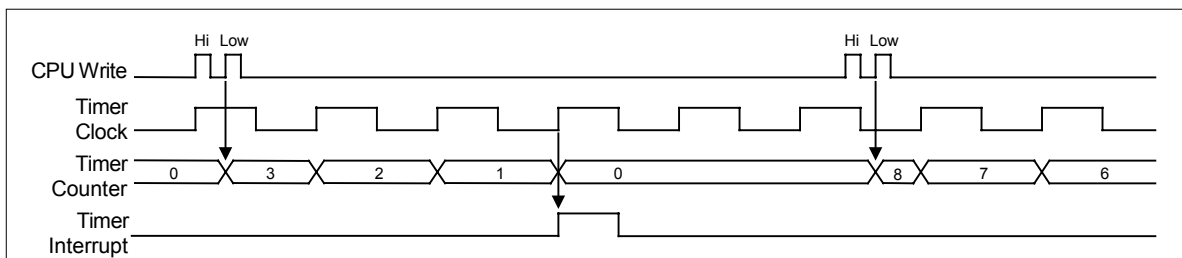 Hi Low Hi Low
CPU Write
Timer
Clock
Timer
Counter
0 3 2 1 0 8 7 6
Timer
Interrupt